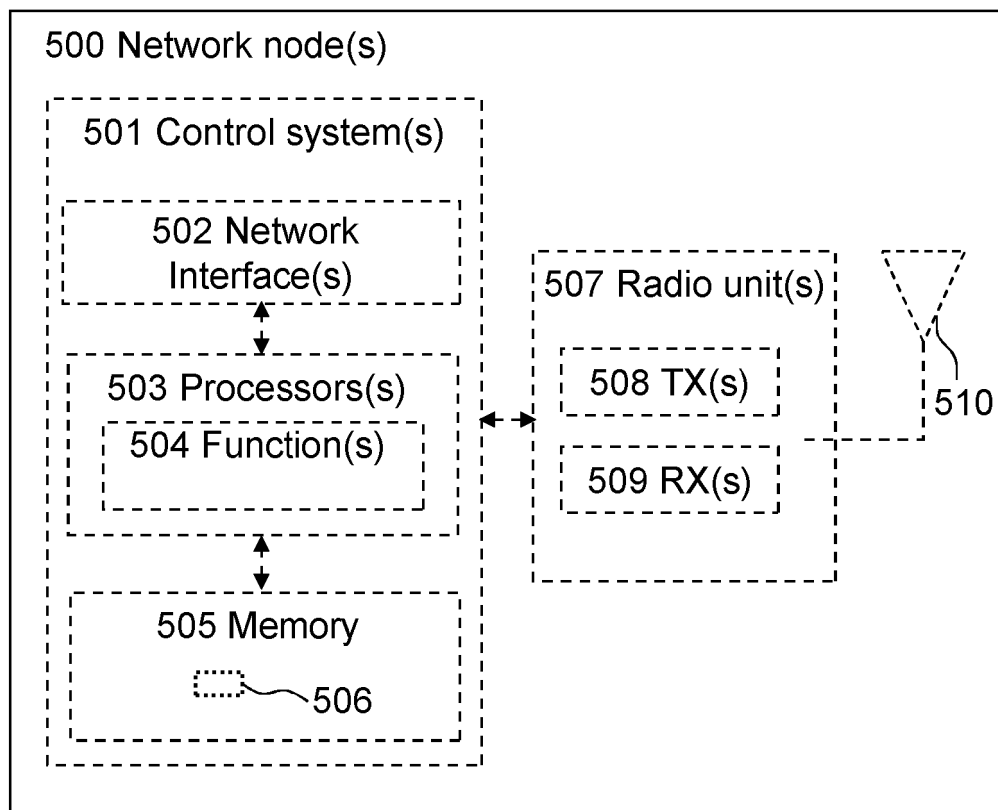 500 Network node(s)
501 Control system(s)
502 Network
Interface(s)
503 Processors(s)
504 Function(s)
505 Memory
506
507 Radio unit(s)
508 TX(s)
509 RX(s)
510